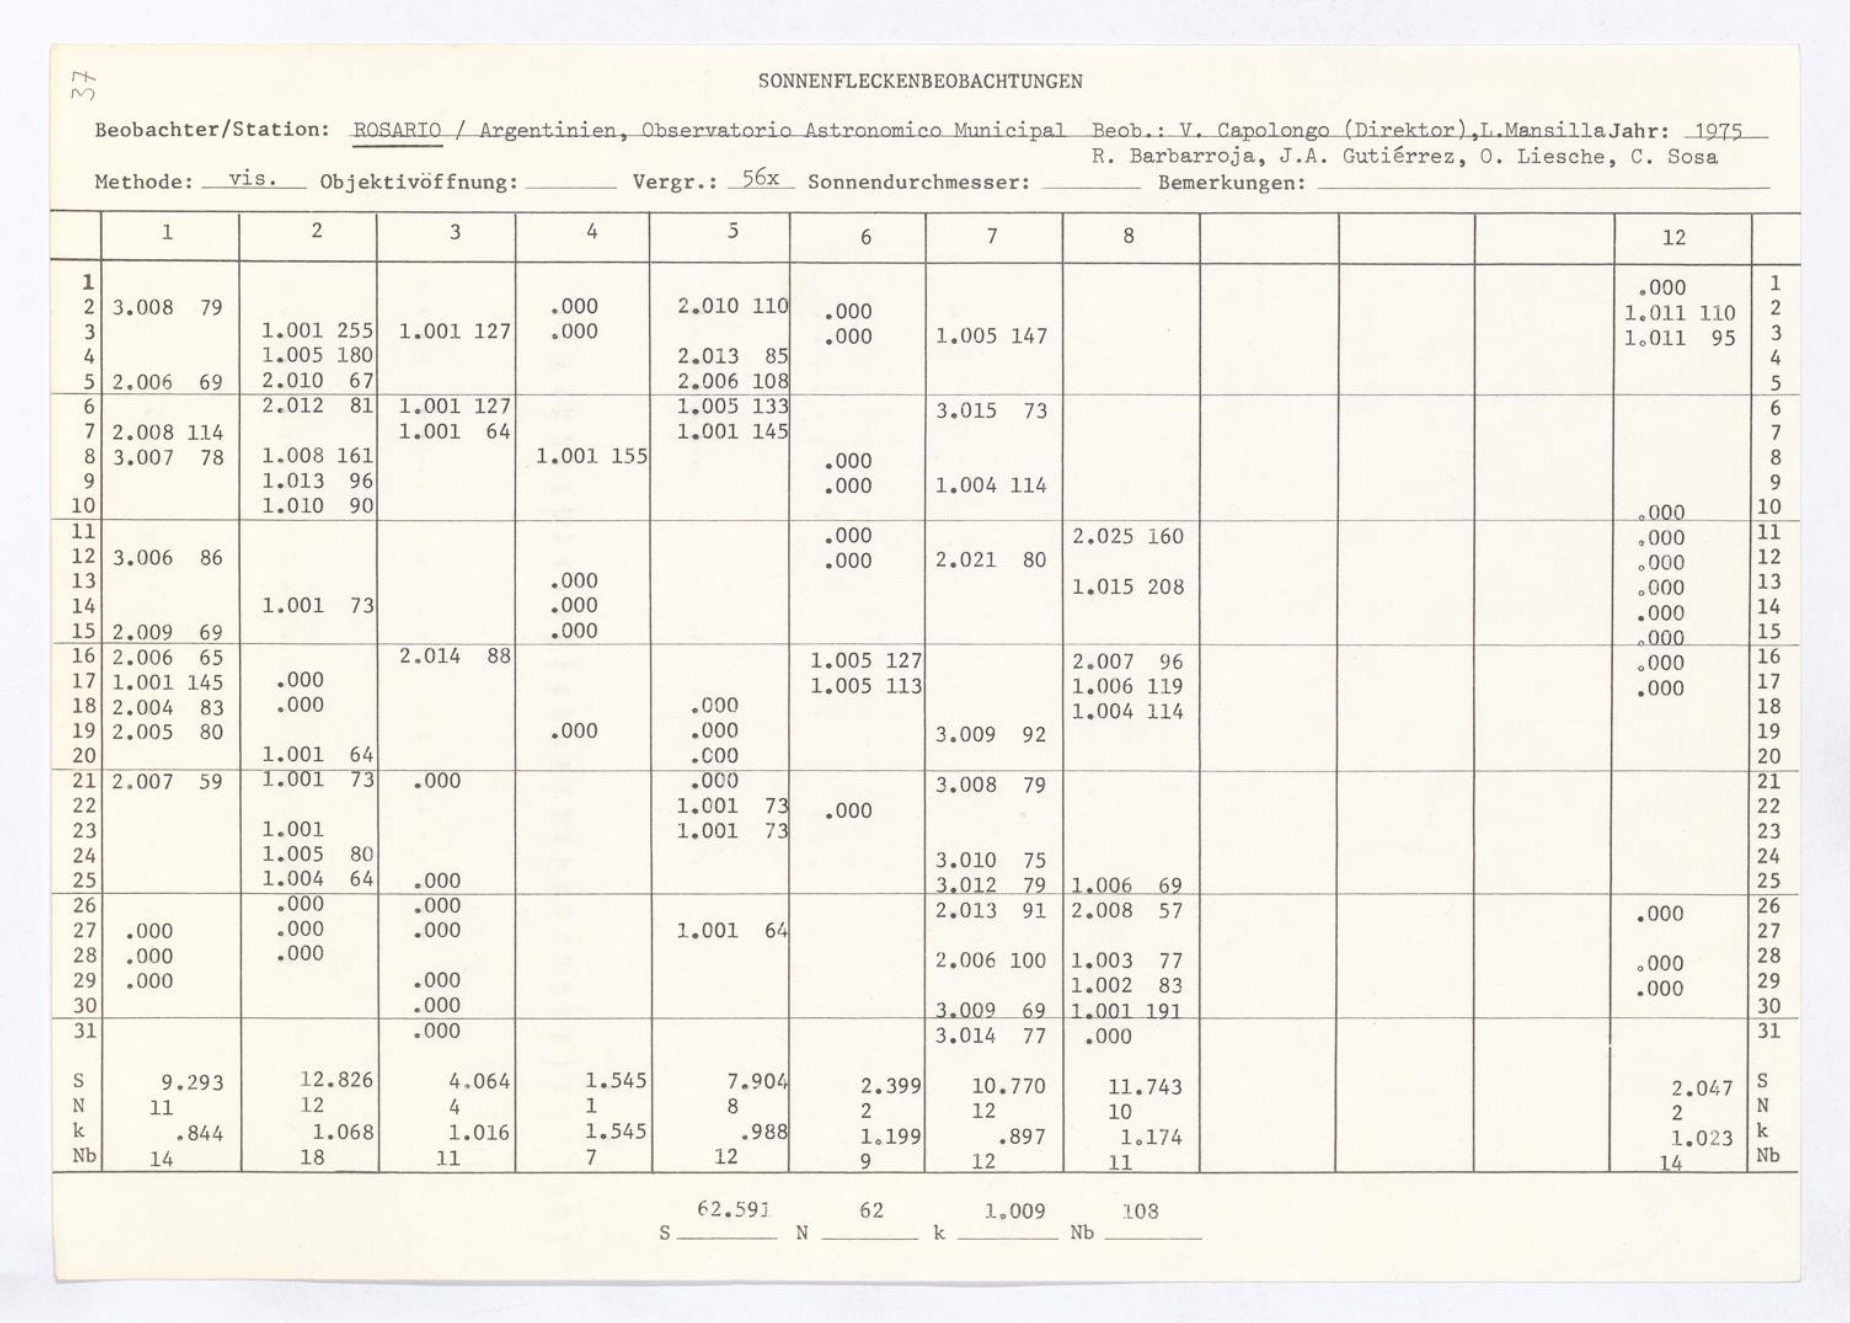 37
SONNENFLECKENBEOBACHTUNGEN
Beobachter/Station: ROSARIO / Argentinien, Observatorio Astronomico Municipal Beob.: V. Capolongo (Direktor),L.Mansilla Jahr: 1975
R. Barbarroja, J.A. Gutiérrez, O. Liesche, C. Sosa
Methode: vis. Objektivöffnung: Vergr.: 56x Sonnendurchmesser: Bemerkungen:
1 2 3 4 5 6 7 8 12
1 .000 1
2 3.008 79 .000 2.010 110 .000 1.011 110 2
3 1.001 255 1.001 127 .000 .000 1.005 147 1.011 95 3
4 1.005 180 2.013 85 4
5 2.006 69 2.010 67 2.006 108 5
6 2.012 81 1.001 127 1.005 133 3.015 73 6
7 2.008 114 1.001 64 1.001 145 7
8 3.007 78 1.008 161 1.001 155 .000 8
9 1.013 96 .000 1.004 114 9
10 1.010 90 .000 10
11 .000 2.025 160 .000 11
12 3.006 86 .000 2.021 80 .000 12
13 .000 1.015 208 .000 13
14 1.001 73 .000 .000 14
15 2.009 69 .000 .000 15
16 2.006 65 2.014 88 1.005 127 2.007 96 .000 16
17 1.001 145 .000 1.005 113 1.006 119 .000 17
18 2.004 83 .000 .000 1.004 114 18
19 2.005 80 .000 .000 3.009 92 19
20 1.001 64 .000 20
21 2.007 59 1.001 73 .000 .000 3.008 79 21
22 1.001 73 .000 22
23 1.001 1.001 73 23
24 1.005 80 3.010 75 24
25 1.004 64 .000 3.012 79 1.006 69 25
26 .000 .000 2.013 91 2.008 57 .000 26
27 .000 .000 .000 1.001 64 27
28 .000 .000 2.006 100 1.003 77 .000 28
29 .000 .000 1.002 83 .000 29
30 .000 3.009 69 1.001 191 30
31 .000 3.014 77 .000 31
S 9.293 12.826 4.064 1.545 7.904 2.399 10.770 11.743 2.047 S
N 11 12 4 1 8 2 12 10 2 N
k .844 1.068 1.016 1.545 .988 1.199 .897 1.174 1.023 k
Nb 14 18 11 7 12 9 12 11 14 Nb
62.591 62 1.009 108
S N k Nb